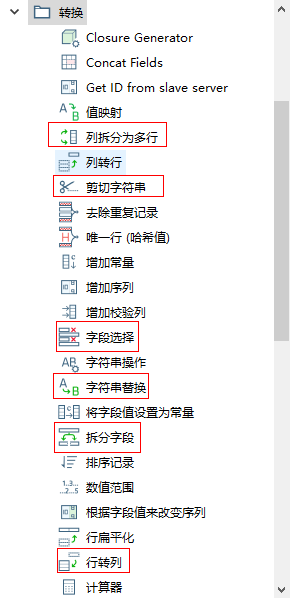 转换
Closure Generator
Concat Fields
Get ID from slave server
值映射
列拆分为多行
列转行
剪切字符串
去除重复记录
唯一行 (哈希值)
增加常量
增加序列
增加校验列
字段选择
字符串操作
字符串替换
将字段值设置为常量
拆分字段
排序记录
数值范围
根据字段值来改变序列
行扁平化
行转列
计算器